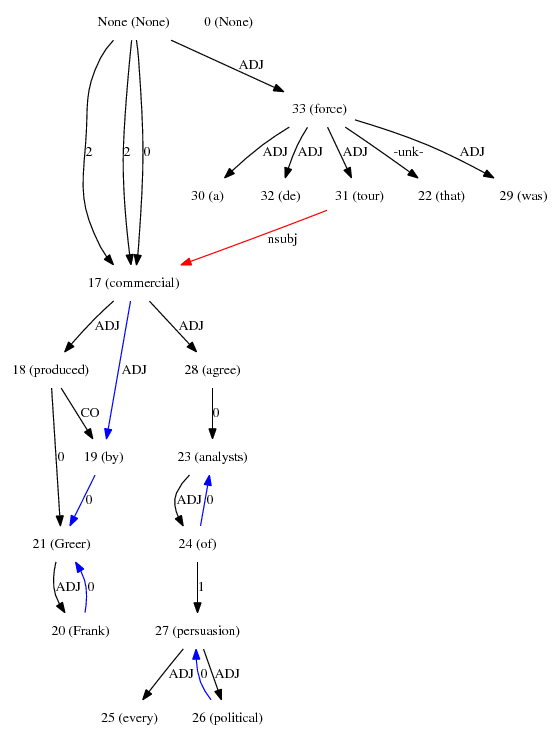 None (None) 0 (None)
ADJ
33 (force)
2 2 0 ADJ ADJ ADJ -unk- ADJ
30 (a) 32 (de) 31 (tour) 22 (that) 29 (was)
nsubj
17 (commercial)
ADJ ADJ
18 (produced) ADJ 28 (agree)
CO 0
0 19 (by) 23 (analysts)
0 ADJ 0
21 (Greer) 24 (of)
ADJ 0 1
20 (Frank) 27 (persuasion)
ADJ 0 ADJ
25 (every) 26 (political)